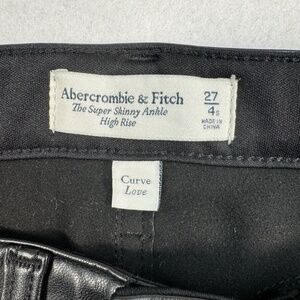 Abercrombie & Fitch
The Super Skinny Ankle
High Rise
27
4s
MADE IN
CHINA
Curve
Love